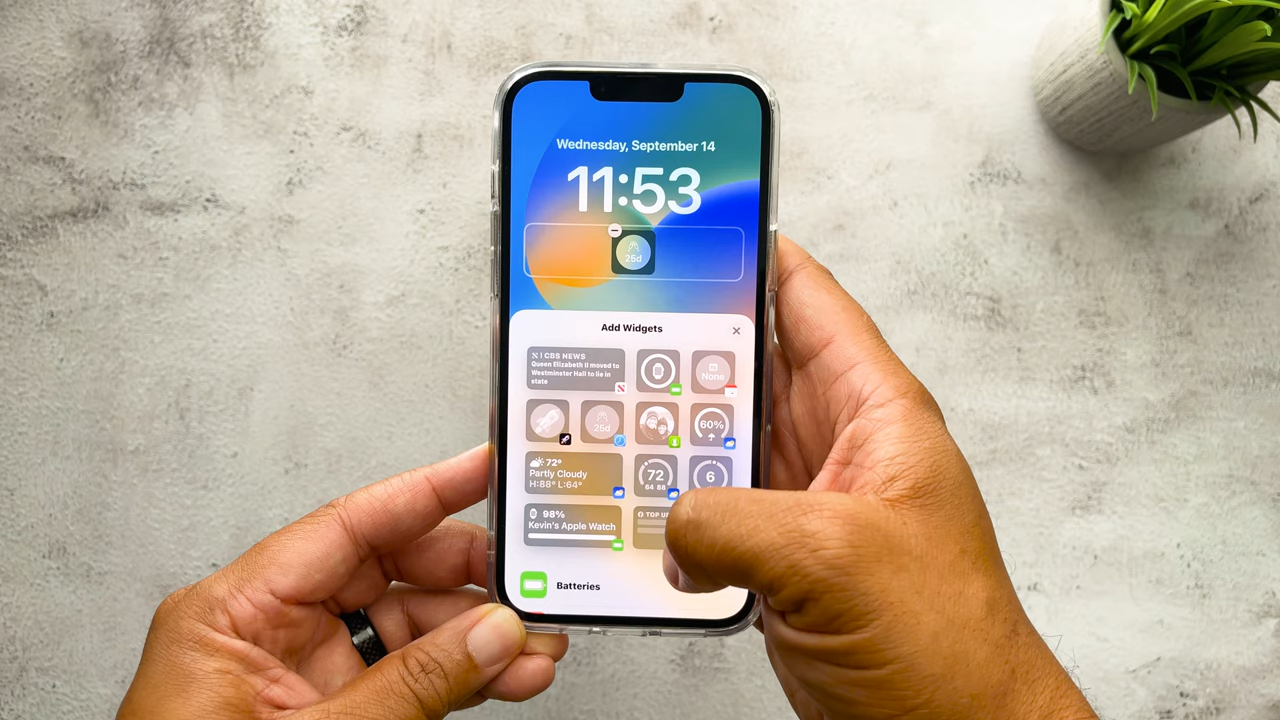 Wednesday, September 14
11:53
25d
Add Widgets
CBS NEWS
Queen Elizabeth II moved to
Westminster Hall to lie in
state
None
25d
60%
72°
Partly Cloudy
H:88° L:64°
72
64 88
6
98%
Kevin's Apple Watch
TOP
Batteries